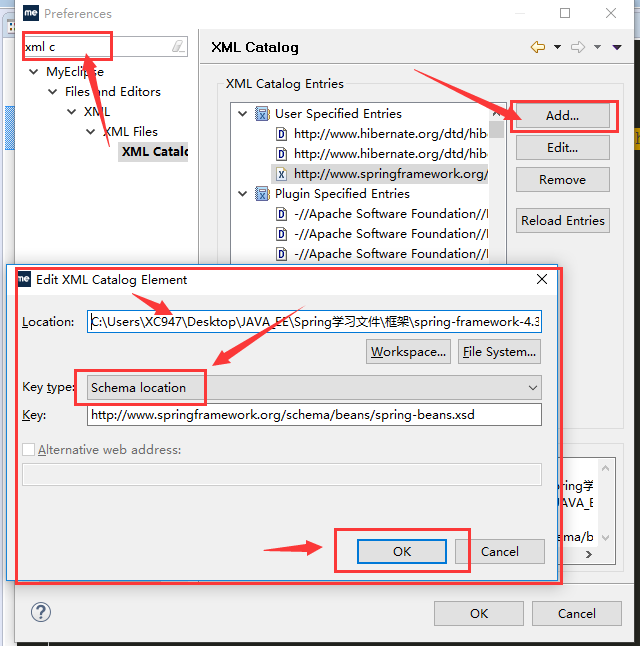 me Preferences
xml c
MyEclipse
Files and Editors
XML
XML Files
XML Catalo
XML Catalog
XML Catalog Entries
User Specified Entries
http://www.hibernate.org/dtd/hib
http://www.hibernate.org/dtd/hib
http://www.springframework.org/
Plugin Specified Entries
-//Apache Software Foundation//
-//Apache Software Foundation//
-//Apache Software Foundation//
Add...
Edit...
Remove
Reload Entries
me Edit XML Catalog Element
Location:
C:\Users\XC947\Desktop\JAVA_EE\Spring学习文件\框架\spring-framework-4.3
Workspace...
File System...
Key type:
Schema location
Key:
http://www.springframework.org/schema/beans/spring-beans.xsd
Alternative web address:
OK
Cancel
pring学
JAVA_E
ema/b
OK
Cancel